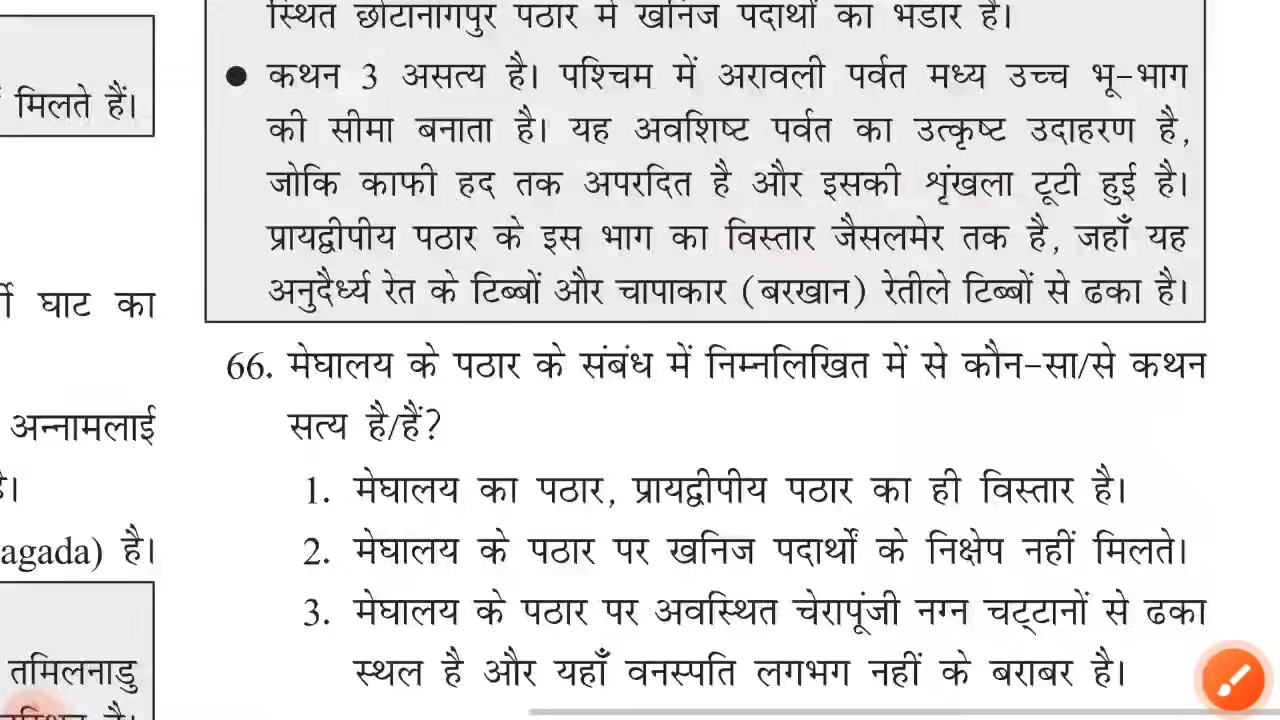 स्थित छोटानागपुर पठार में खनिज पदार्थों का भंडार है।
• कथन 3 असत्य है। पश्चिम में अरावली पर्वत मध्य उच्च भू-भाग
की सीमा बनाता है। यह अवशिष्ट पर्वत का उत्कृष्ट उदाहरण है,
जोकि काफी हद तक अपरदित है और इसकी शृंखला टूटी हुई है।
प्रायद्वीपीय पठार के इस भाग का विस्तार जैसलमेर तक है, जहाँ यह
अनुदैर्ध्य रेत के टिब्बों और चापाकार (बरखान) रेतीले टिब्बों से ढका है।
66. मेघालय के पठार के संबंध में निम्नलिखित में से कौन-सा/से कथन
सत्य है/हैं?
1. मेघालय का पठार, प्रायद्वीपीय पठार का ही विस्तार है।
2. मेघालय के पठार पर खनिज पदार्थों के निक्षेप नहीं मिलते।
3. मेघालय के पठार पर अवस्थित चेरापूंजी नग्न चट्टानों से ढका
स्थल है और यहाँ वनस्पति लगभग नहीं के बराबर है।
मिलते हैं।
घाट का
अन्नामलाई
है।
agada) है।
तमिलनाडु